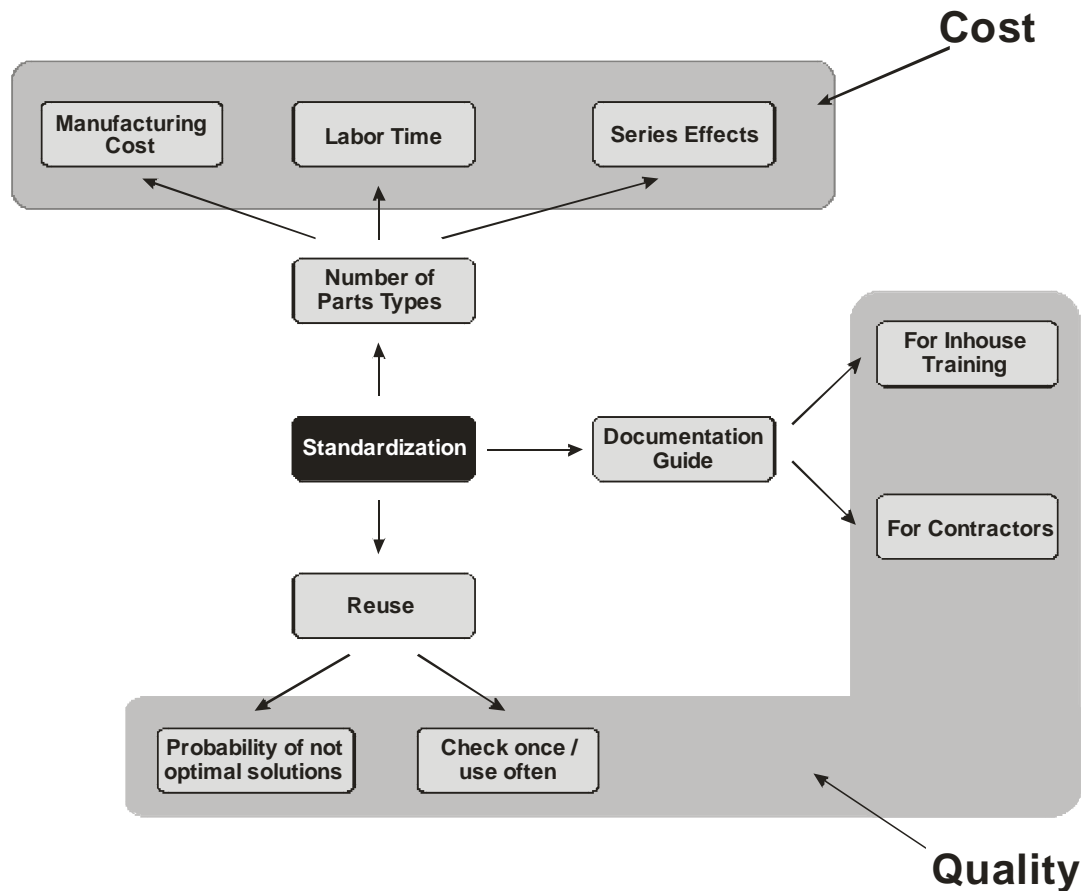 Cost
Manufacturing
Cost
Labor Time
Series Effects
Number of
Parts Types
For Inhouse
Training
Standardization
Documentation
Guide
For Contractors
Reuse
Probability of not
optimal solutions
Check once /
use often
Quality